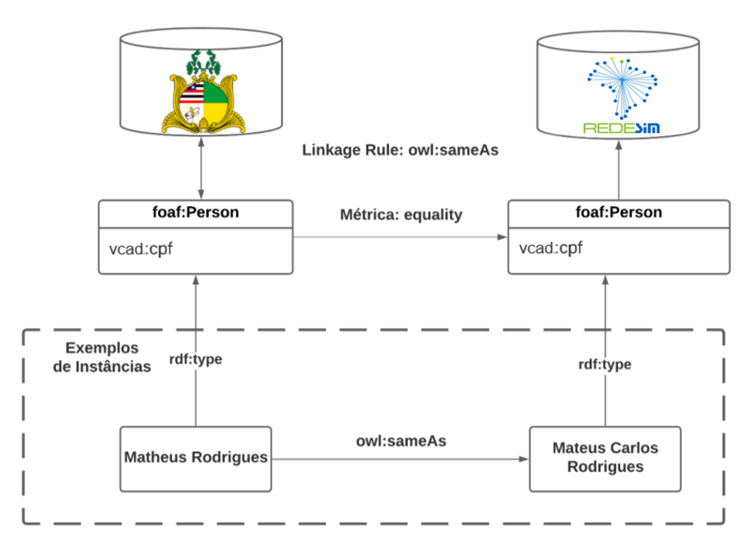 REDESIM
Linkage Rule: owl:sameAs
foaf:Person
vcad:cpf
Métrica: equality
foaf:Person
vcad:cpf
Exemplos
de Instâncias
rdf:type
rdf:type
Matheus Rodrigues
owl:sameAs
Mateus Carlos
Rodrigues